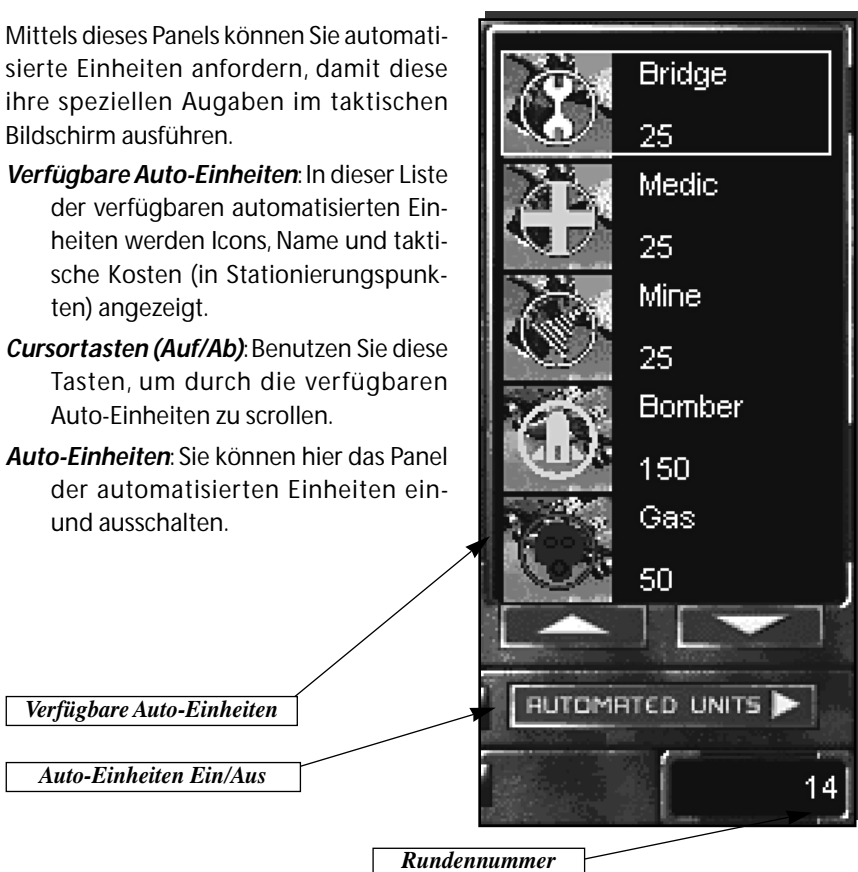 Mittels dieses Panels können Sie automati-
sierte Einheiten anfordern, damit diese
ihre speziellen Augaben im taktischen
Bildschirm ausführen.
Verfügbare Auto-Einheiten: In dieser Liste
der verfügbaren automatisierten Ein-
heiten werden Icons, Name und takti-
sche Kosten (in Stationierungspunk-
ten) angezeigt.
Cursortasten (Auf/Ab): Benutzen Sie diese
Tasten, um durch die verfügbaren
Auto-Einheiten zu scrollen.
Auto-Einheiten: Sie können hier das Panel
der automatisierten Einheiten ein-
und ausschalten.
Bridge
25
Medic
25
Mine
25
Bomber
150
Gas
50
AUTOMATED UNITS
14
Verfügbare Auto-Einheiten
Auto-Einheiten Ein/Aus
Rundennummer